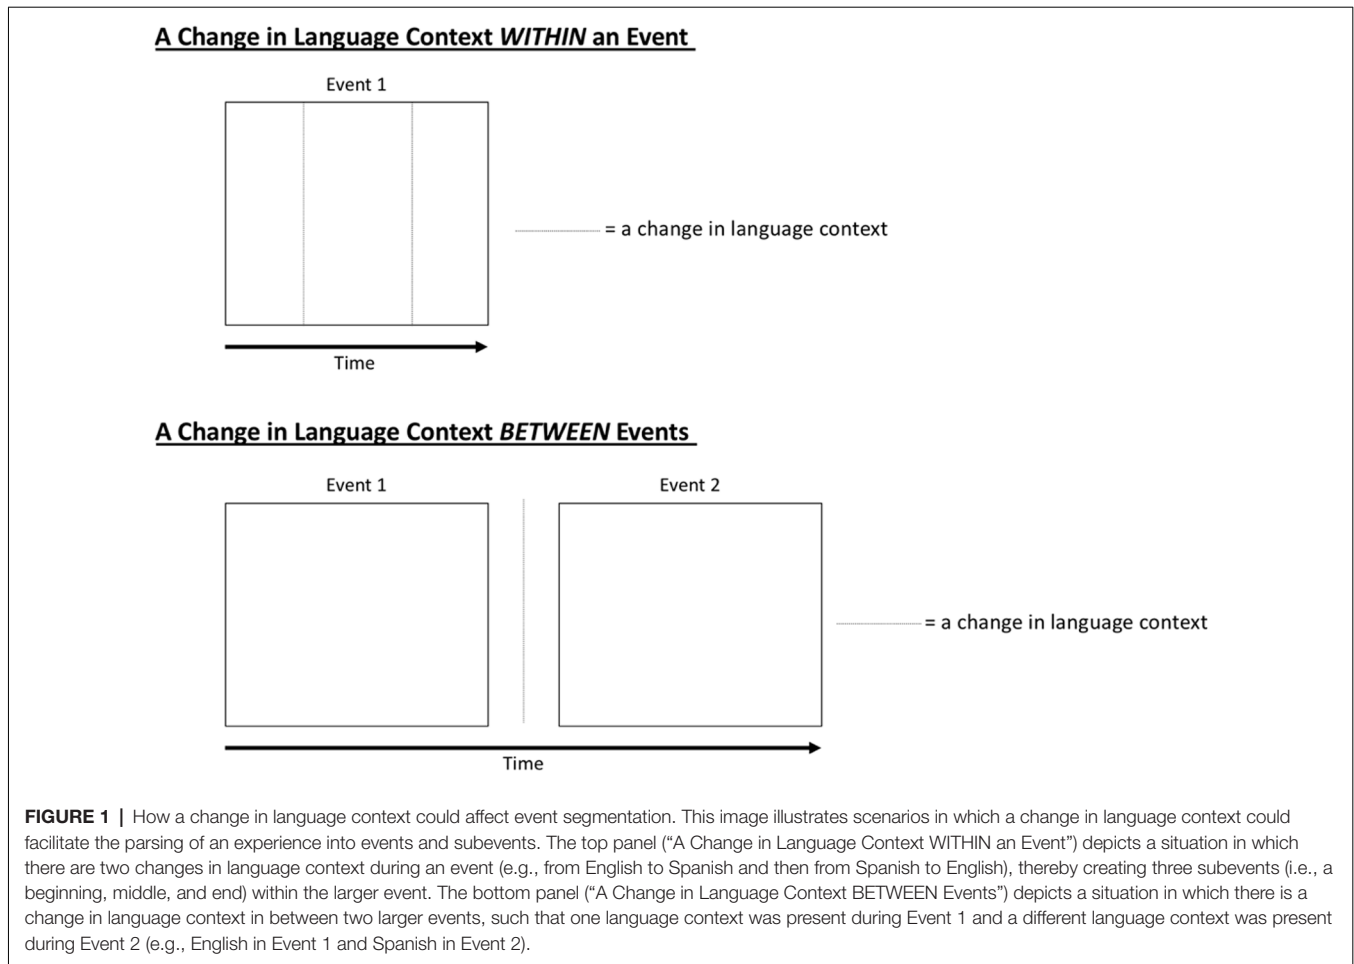 A Change in Language Context WITHIN an Event
Event 1
= a change in language context
Time
A Change in Language Context BETWEEN Events
Event 1
Event 2
= a change in language context
Time
FIGURE 1 | How a change in language context could affect event segmentation. This image illustrates scenarios in which a change in language context could
facilitate the parsing of an experience into events and subevents. The top panel (“A Change in Language Context WITHIN an Event”) depicts a situation in which
there are two changes in language context during an event (e.g., from English to Spanish and then from Spanish to English), thereby creating three subevents (i.e., a
beginning, middle, and end) within the larger event. The bottom panel (“A Change in Language Context BETWEEN Events”) depicts a situation in which there is a
change in language context in between two larger events, such that one language context was present during Event 1 and a different language context was present
during Event 2 (e.g., English in Event 1 and Spanish in Event 2).